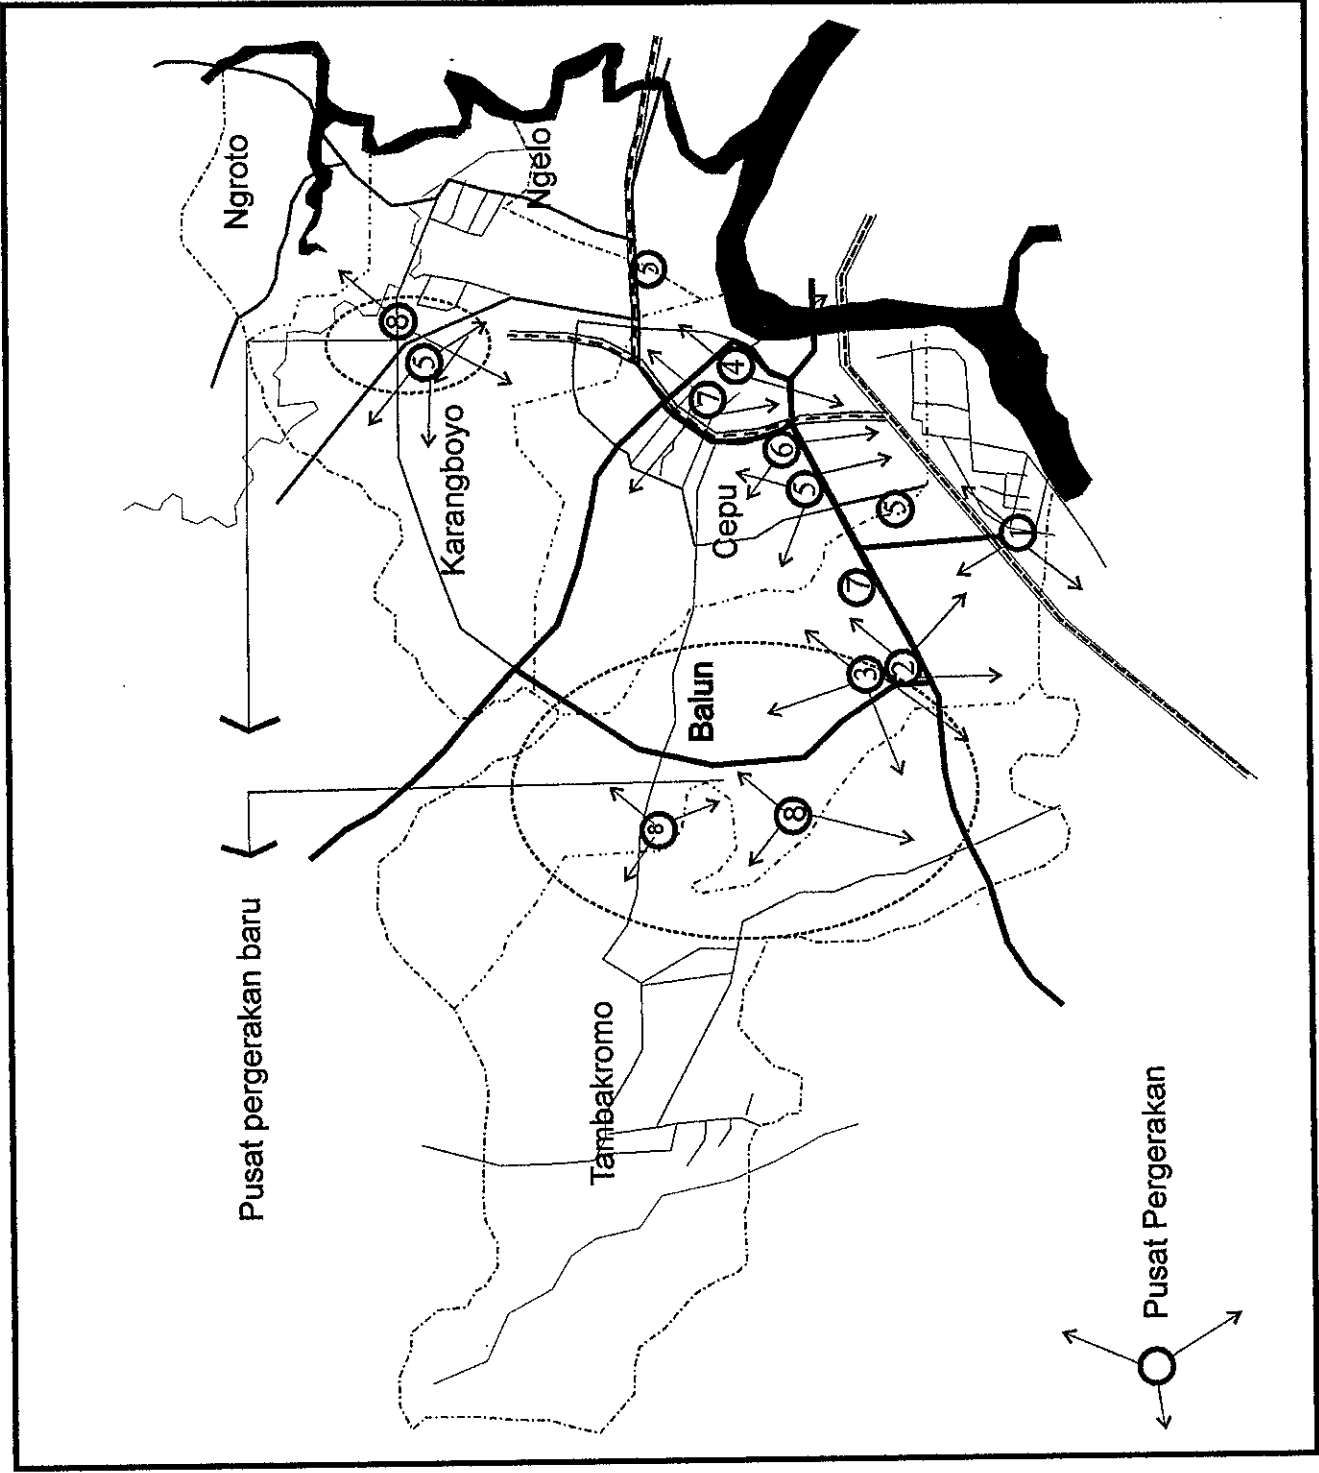 Ngroto
Ngelo
Karangboyo
Cepu
Balun
Tambakromo
Pusat pergerakan baru
Pusat Pergerakan
8
5
5
4
7
6
5
5
1
7
3
2
8
8